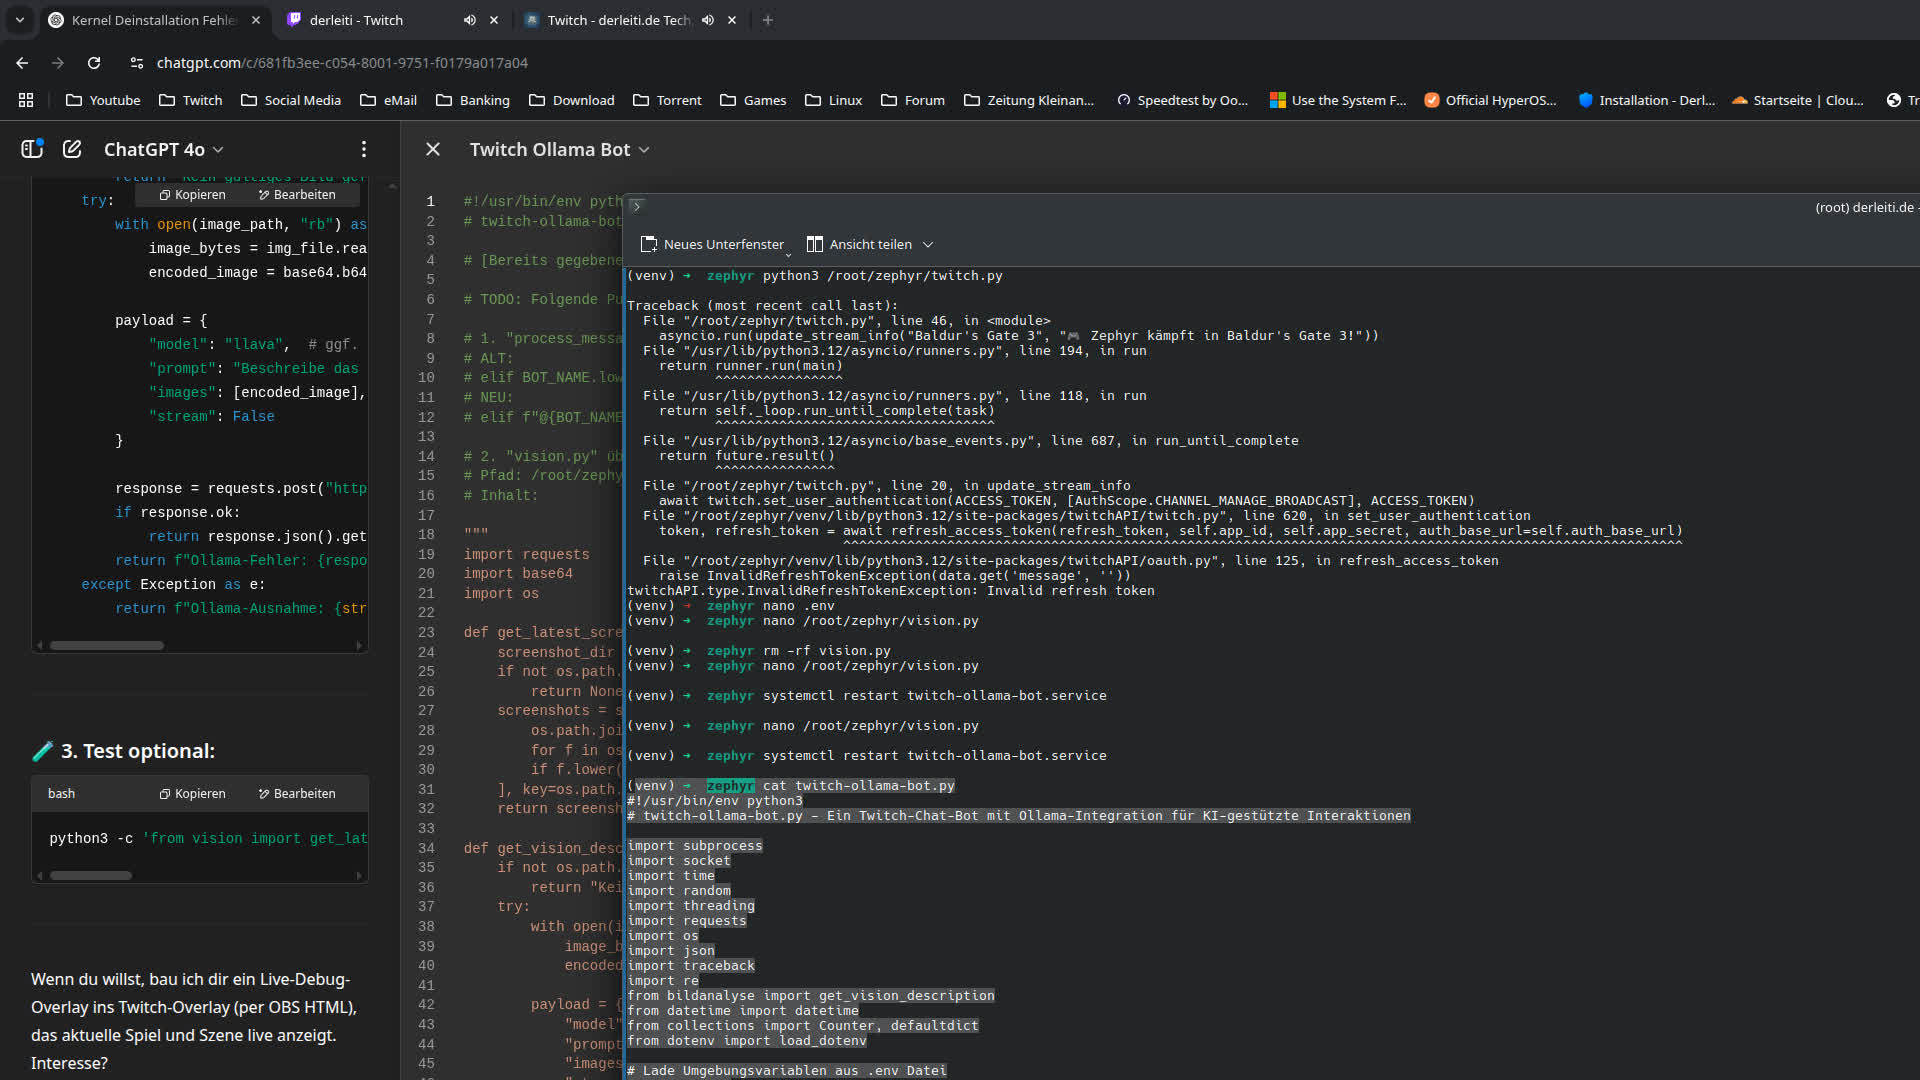 Kernel Deinstallation Fehle
derleiti - Twitch
Twitch - derleiti.de Tech
chatgpt.com/c/681fb3ee-c054-8001-9751-f0179a017a04
Youtube
Twitch
Social Media
eMail
Banking
Download
Torrent
Games
Linux
Forum
Zeitung Kleinan...
Speedtest by Oo...
Use the System F...
Official HyperOS...
Installation - Derl...
Startseite | Clou...
Tr
ChatGPT 4o
Kopieren
Bearbeiten
try:
with open(image_path, "rb") as
image_bytes = img_file.rea
encoded_image = base64.b64
payload = {
"model": "llava",  # ggf.
"prompt": "Beschreibe das
"images": [encoded_image],
"stream": False
}
response = requests.post("http
if response.ok:
return response.json().get
return f"Ollama-Fehler: {respo
except Exception as e:
return f"Ollama-Ausnahme: {str
3. Test optional:
bash
Kopieren
Bearbeiten
python3 -c 'from vision import get_lat
Wenn du willst, bau ich dir ein Live-Debug-
Overlay ins Twitch-Overlay (per OBS HTML),
das aktuelle Spiel und Szene live anzeigt.
Interesse?
Twitch Ollama Bot
1 #!/usr/bin/env pyth
2 # twitch-ollama-bot
3
4 # [Bereits gegebene
5
6 # TODO: Folgende Pu
7
8 # 1. "process_messa
9 # ALT:
10 # elif BOT_NAME.low
11 # NEU:
12 # elif f"@{BOT_NAME
13
14 # 2. "vision.py" üb
15 # Pfad: /root/zephy
16 # Inhalt:
17
18 """
19 import requests
20 import base64
21 import os
22
23 def get_latest_scre
24 screenshot_dir
25 if not os.path.
26 return None
27 screenshots = s
28 os.path.joi
29 for f in os
30 if f.lower(
31 ], key=os.path.
32 return screensh
33
34 def get_vision_desc
35 if not os.path.
36 return "Kei
37 try:
38 with open(i
39 image_b
40 encoded
41
42 payload = {
43 "model"
44 "prompt
45 "images
(root) derleiti.de -
Neues Unterfenster
Ansicht teilen
(venv) ➜  zephyr python3 /root/zephyr/twitch.py
Traceback (most recent call last):
File "/root/zephyr/twitch.py", line 46, in <module>
asyncio.run(update_stream_info("Baldur's Gate 3", "🎮 Zephyr kämpft in Baldur's Gate 3!"))
File "/usr/lib/python3.12/asyncio/runners.py", line 194, in run
return runner.run(main)
^^^^^^^^^^^^^^^^
File "/usr/lib/python3.12/asyncio/runners.py", line 118, in run
return self._loop.run_until_complete(task)
^^^^^^^^^^^^^^^^^^^^^^^^^^^^^^^^^^^
File "/usr/lib/python3.12/asyncio/base_events.py", line 687, in run_until_complete
return future.result()
^^^^^^^^^^^^^^^
File "/root/zephyr/twitch.py", line 20, in update_stream_info
await twitch.set_user_authentication(ACCESS_TOKEN, [AuthScope.CHANNEL_MANAGE_BROADCAST], ACCESS_TOKEN)
File "/root/zephyr/venv/lib/python3.12/site-packages/twitchAPI/twitch.py", line 620, in set_user_authentication
token, refresh_token = await refresh_access_token(refresh_token, self.app_id, self.app_secret, auth_base_url=self.auth_base_url)
^^^^^^^^^^^^^^^^^^^^^^^^^^^^^^^^^^^^^^^^^^^^^^^^^^^^^^^^^^^^^^^^^^^^^^^^^^^^^^^^^^^^^^^^^^^^^^^^^^^^^^^^^
File "/root/zephyr/venv/lib/python3.12/site-packages/twitchAPI/oauth.py", line 125, in refresh_access_token
raise InvalidRefreshTokenException(data.get('message', ''))
twitchAPI.type.InvalidRefreshTokenException: Invalid refresh token
(venv) ➜  zephyr nano .env
(venv) ➜  zephyr nano /root/zephyr/vision.py
(venv) ➜  zephyr rm -rf vision.py
(venv) ➜  zephyr nano /root/zephyr/vision.py
(venv) ➜  zephyr systemctl restart twitch-ollama-bot.service
(venv) ➜  zephyr nano /root/zephyr/vision.py
(venv) ➜  zephyr systemctl restart twitch-ollama-bot.service
(venv) ➜  zephyr cat twitch-ollama-bot.py
#!/usr/bin/env python3
# twitch-ollama-bot.py - Ein Twitch-Chat-Bot mit Ollama-Integration für KI-gestützte Interaktionen
import subprocess
import socket
import time
import random
import threading
import requests
import os
import json
import traceback
import re
from bildanalyse import get_vision_description
from datetime import datetime
from collections import Counter, defaultdict
from dotenv import load_dotenv
# Lade Umgebungsvariablen aus .env Datei